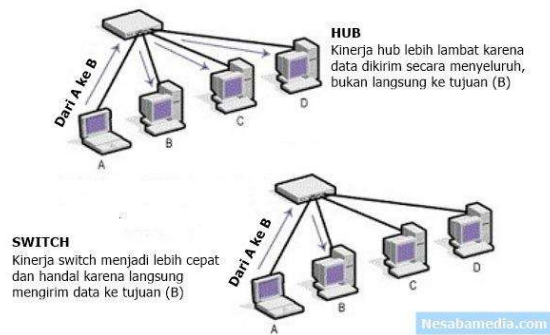 HUB
Kinerja hub lebih lambat karena
data dikirim secara menyeluruh,
bukan langsung ke tujuan (B)
Dari A ke B
A
B
C
D
SWITCH
Kinerja switch menjadi lebih cepat
dan handal karena langsung
mengirim data ke tujuan (B)
Dari A ke B
A
B
C
D
Nesabamedia.com